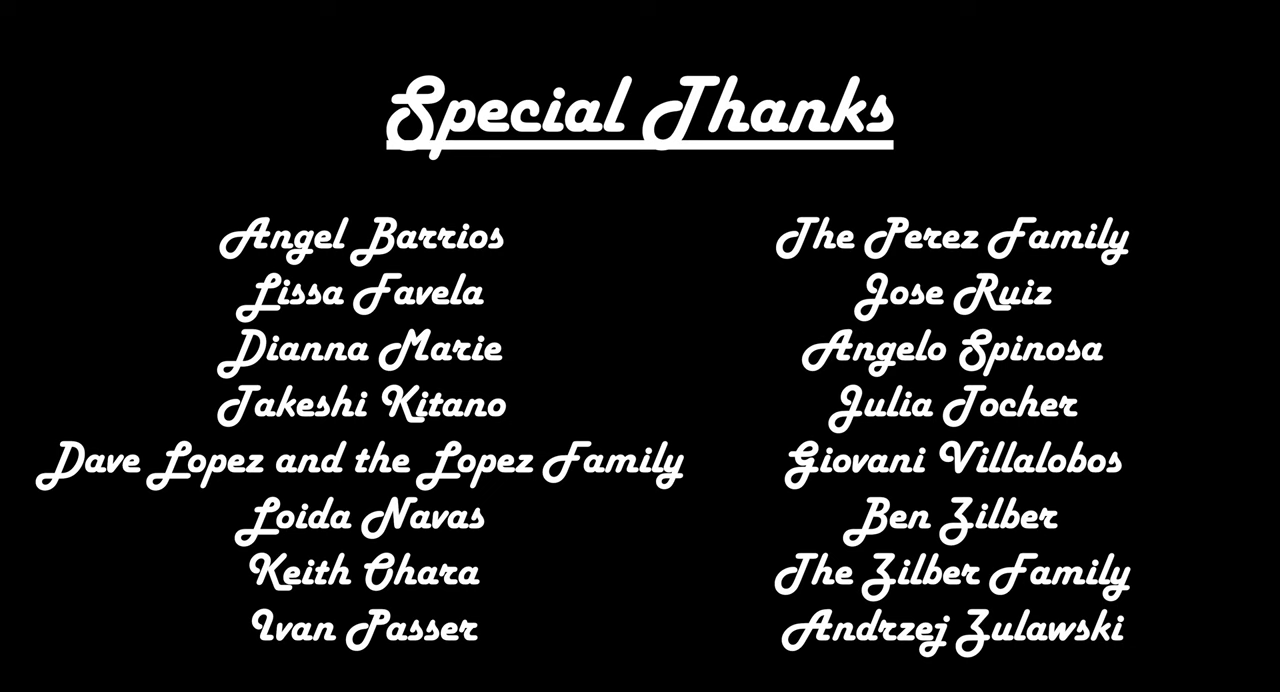 Special Thanks
Angel Barrios
Lissa Favela
Dianna Marie
Takeshi Kitano
Dave Lopez and the Lopez Family
Loida Navas
Keith Ohara
Ivan Passer
The Perez Family
Jose Ruiz
Angelo Spinosa
Julia Tocher
Giovani Villalobos
Ben Zilber
The Zilber Family
Andrzej Zulawski